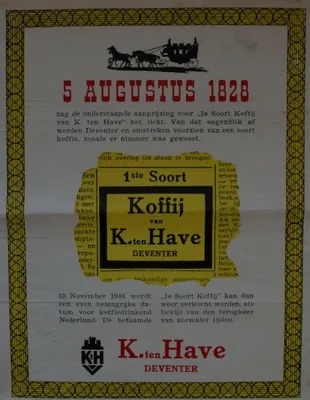 5 AUGUSTUS 1828
zag de onderstaande aanprijzing voor „1e Soort Koffij
van K. ten Have" het licht. Van dat oogenblik af
werden Deventer en omstreken voorzien van een soort
koffie, zooals er nimmer was geweest.
1ste Soort
Koffij
van
K. ten Have
DEVENTER
15 November 1946 wordt
een even belangrijke da-
tum voor koffiedrinkend
Nederland. De befaamde
„1e Soort Koffij" kan dan
weer verkocht worden, als
bewijs van den terugkeer
van normaler tijden.
KH
K. ten Have
DEVENTER